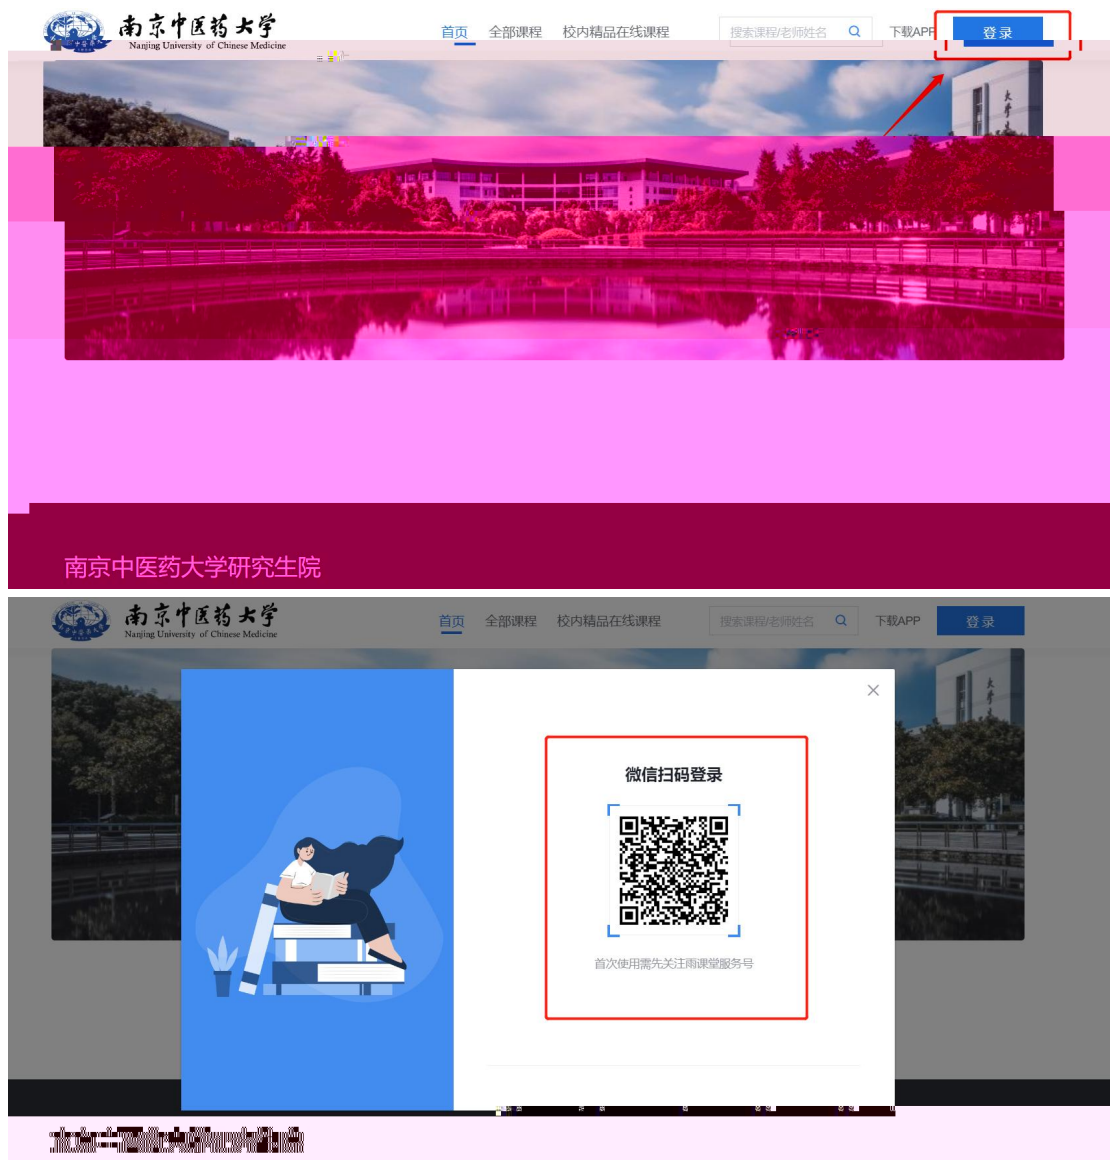 南京中医药大学
Nanjing University of Chinese Medicine
首页 全部课程 校内精品在线课程 搜索课程/老师姓名 下载APP 登录
大学
南京中医药大学研究生院
南京中医药大学
Nanjing University of Chinese Medicine
首页 全部课程 校内精品在线课程 搜索课程/老师姓名 下载APP 登录
大学
微信扫码登录
首次使用需先关注雨课堂服务号